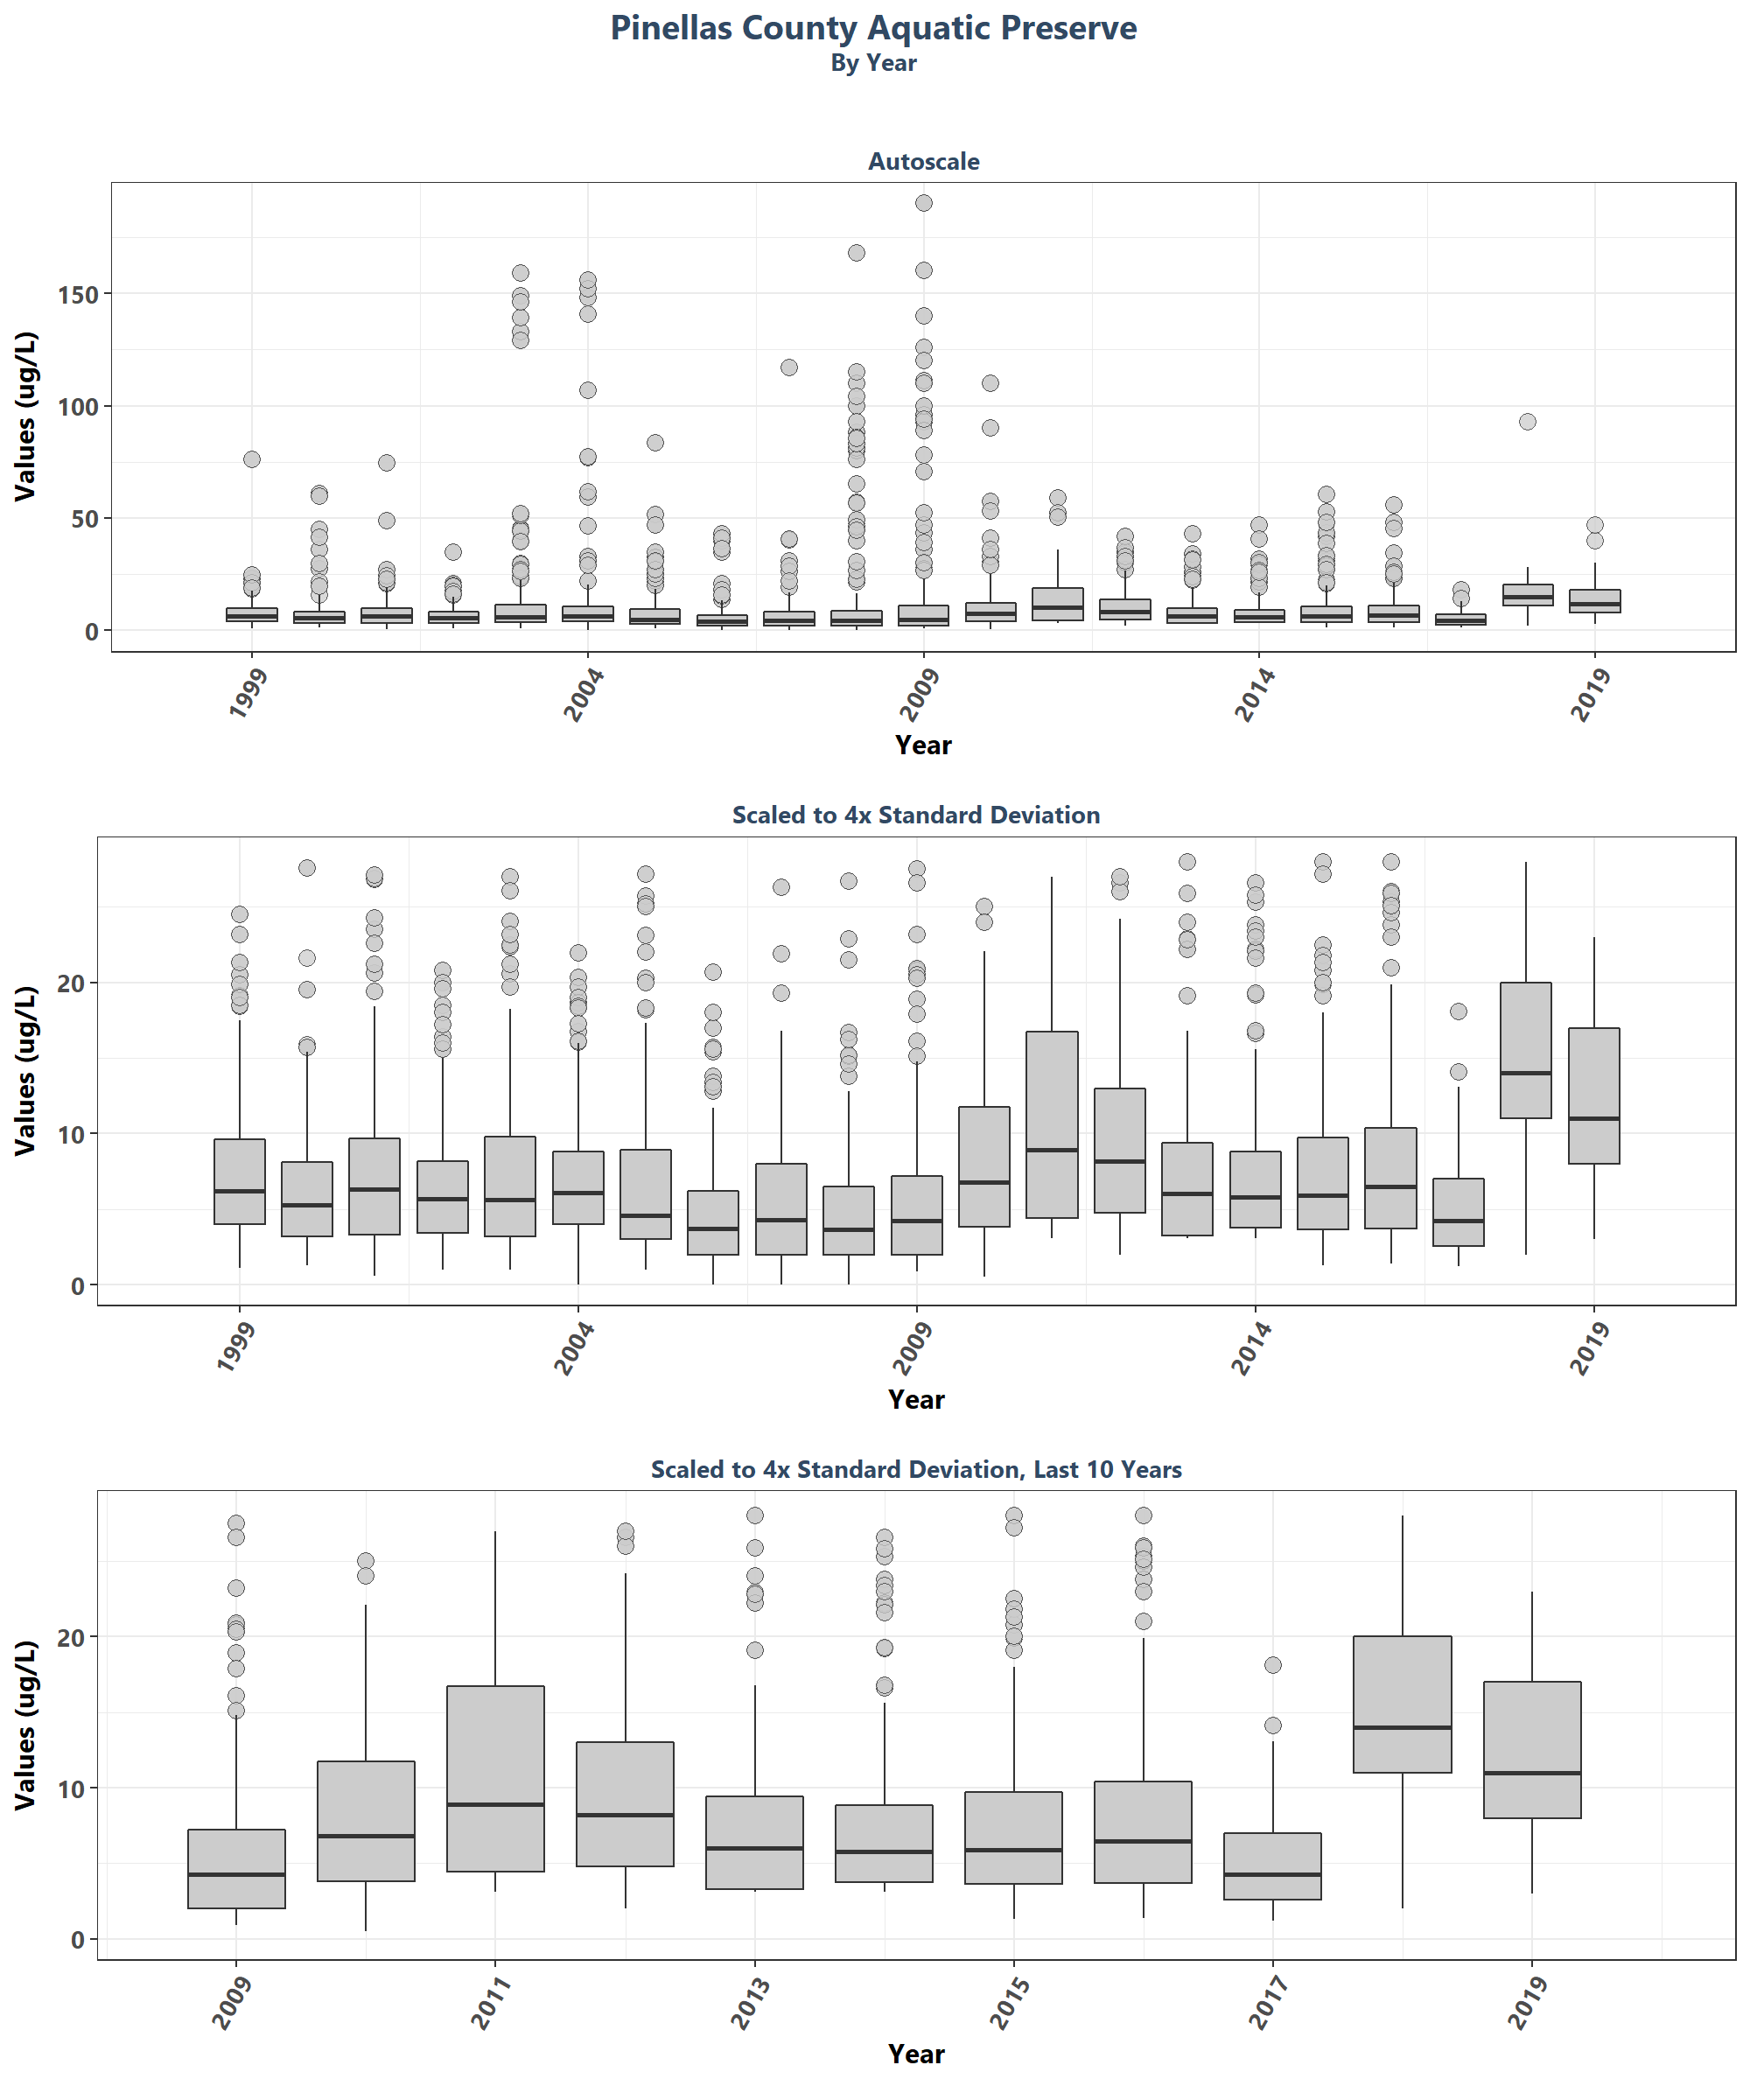 Pinellas County Aquatic Preserve
By Year
Autoscale
Values (ug/L)
150
100
50
0
1999 2004 2009 2014 2019
Year
Scaled to 4x Standard Deviation
Values (ug/L)
20
10
0
1999 2004 2009 2014 2019
Year
Scaled to 4x Standard Deviation, Last 10 Years
Values (ug/L)
20
10
0
2009 2011 2013 2015 2017 2019
Year